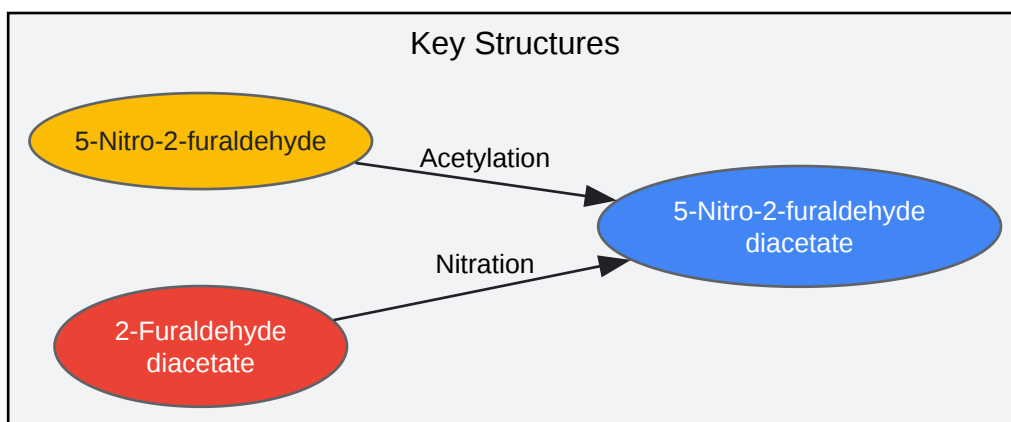 Key Structures
5-Nitro-2-furaldehyde
Acetylation
5-Nitro-2-furaldehyde
diacetate
Nitration
2-Furaldehyde
diacetate